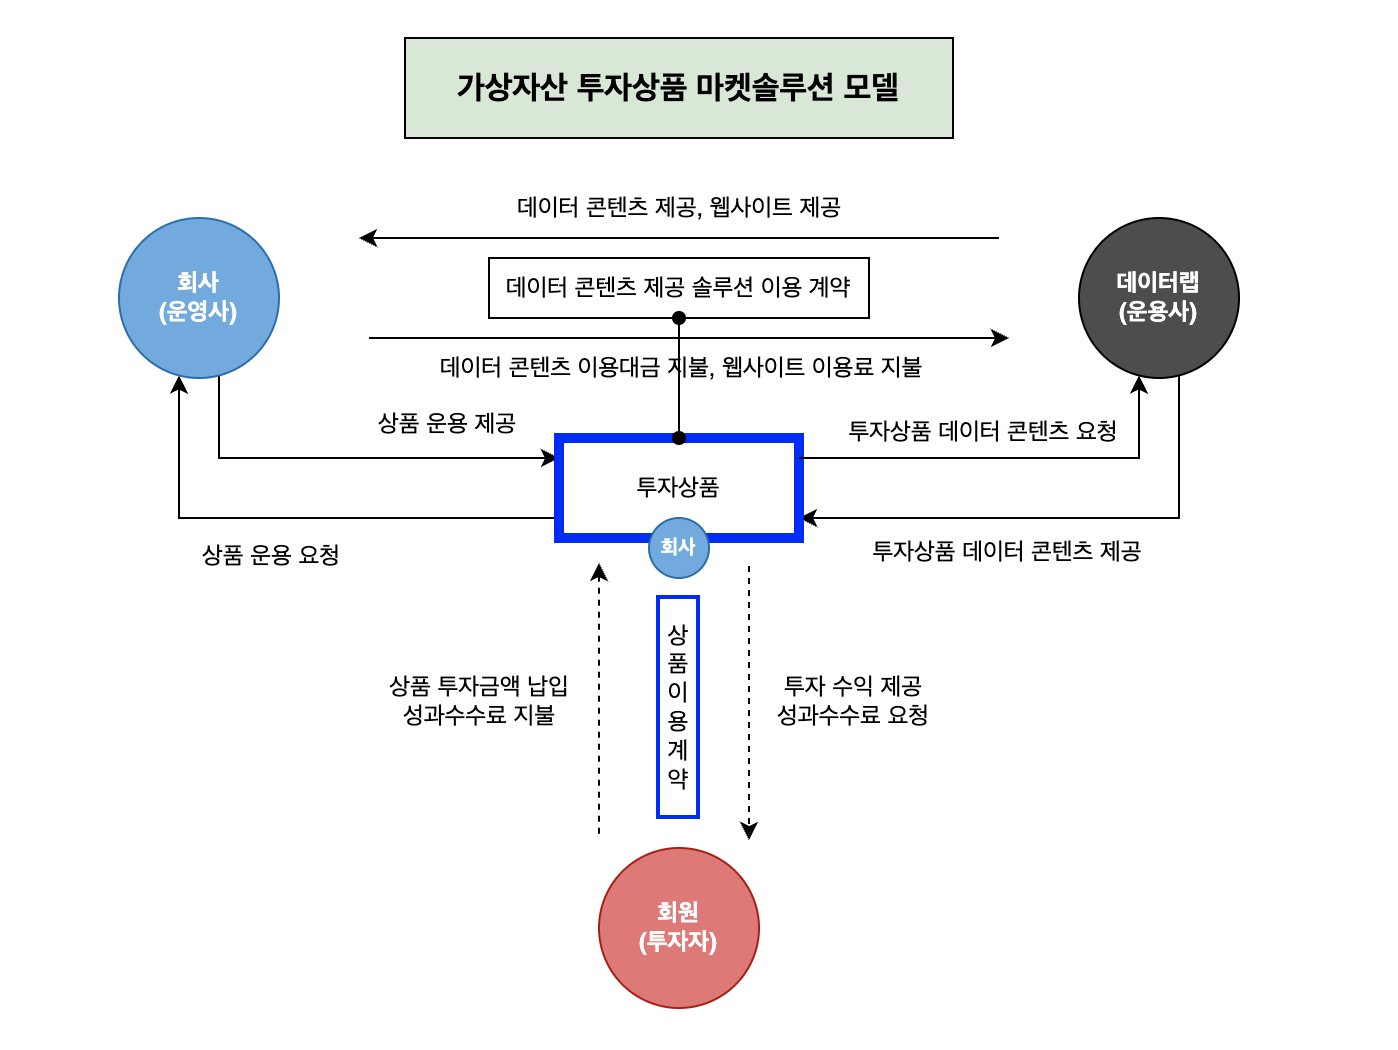 가상자산 투자상품 마켓솔루션 모델
데이터 콘텐츠 제공, 웹사이트 제공
회사
(운영사)
데이터 콘텐츠 제공 솔루션 이용 계약
데이터랩
(운용사)
데이터 콘텐츠 이용대금 지불, 웹사이트 이용료 지불
상품 운용 제공
투자상품 데이터 콘텐츠 요청
투자상품
회사
상품 운용 요청
투자상품 데이터 콘텐츠 제공
상
품
이
용
계
약
상품 투자금액 납입
성과수수료 지불
투자 수익 제공
성과수수료 요청
회원
(투자자)